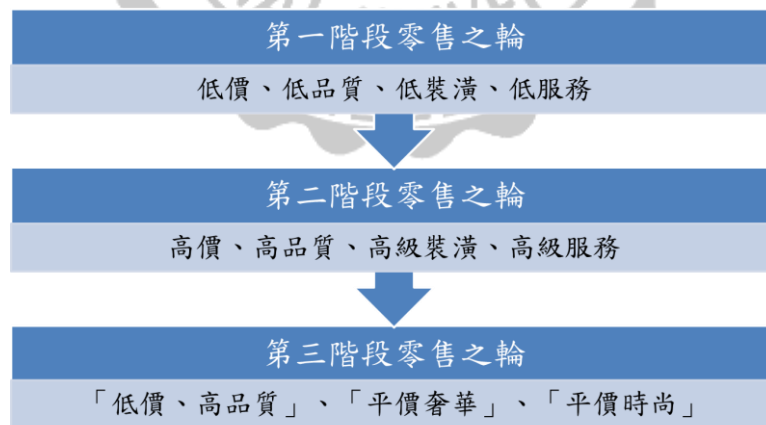 第一階段零售之輪
低價、低品質、低裝潢、低服務
第二階段零售之輪
高價、高品質、高級裝潢、高級服務
第三階段零售之輪
「低價、高品質」、「平價奢華」、「平價時尚」